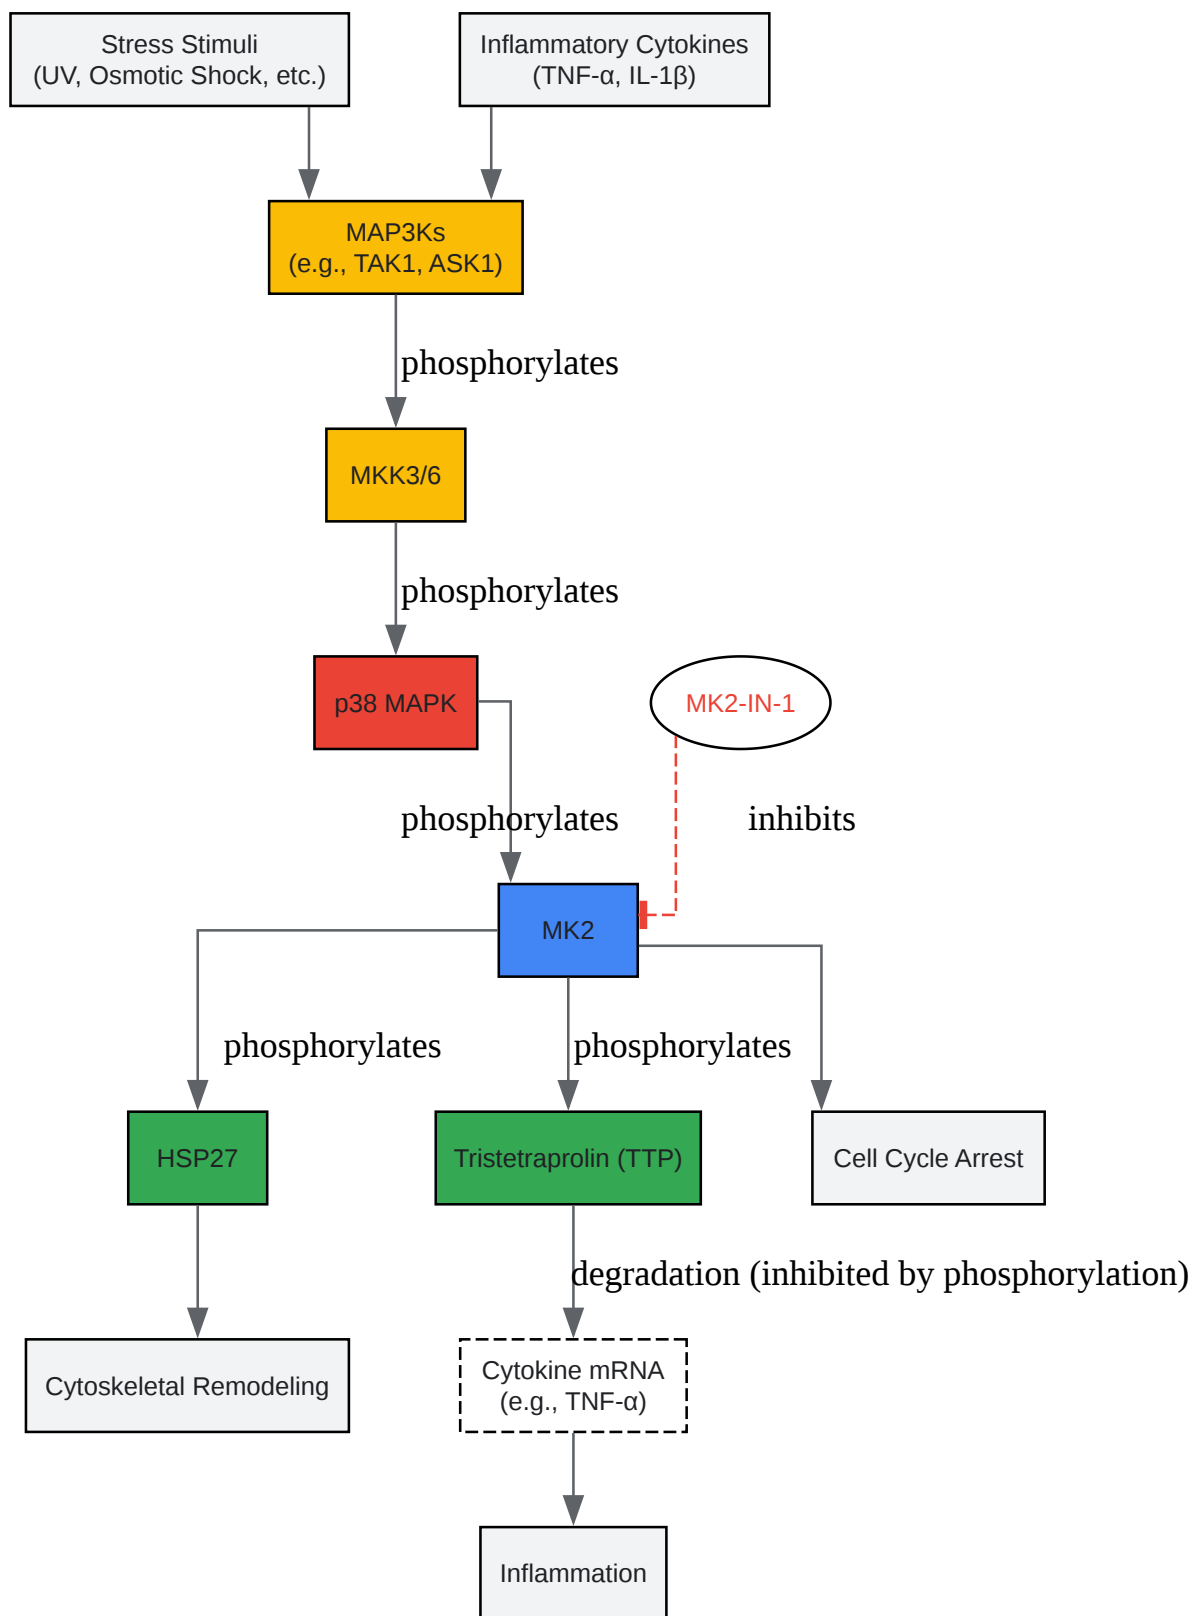 Stress Stimuli
(UV, Osmotic Shock, etc.)
Inflammatory Cytokines
(TNF-α, IL-1β)
MAP3Ks
(e.g., TAK1, ASK1)
phosphorylates
MKK3/6
phosphorylates
p38 MAPK
MK2-IN-1
phosphorylates
inhibits
MK2
phosphorylates
phosphorylates
HSP27
Tristetraprolin (TTP)
Cell Cycle Arrest
degradation (inhibited by phosphorylation)
Cytoskeletal Remodeling
Cytokine mRNA
(e.g., TNF-α)
Inflammation